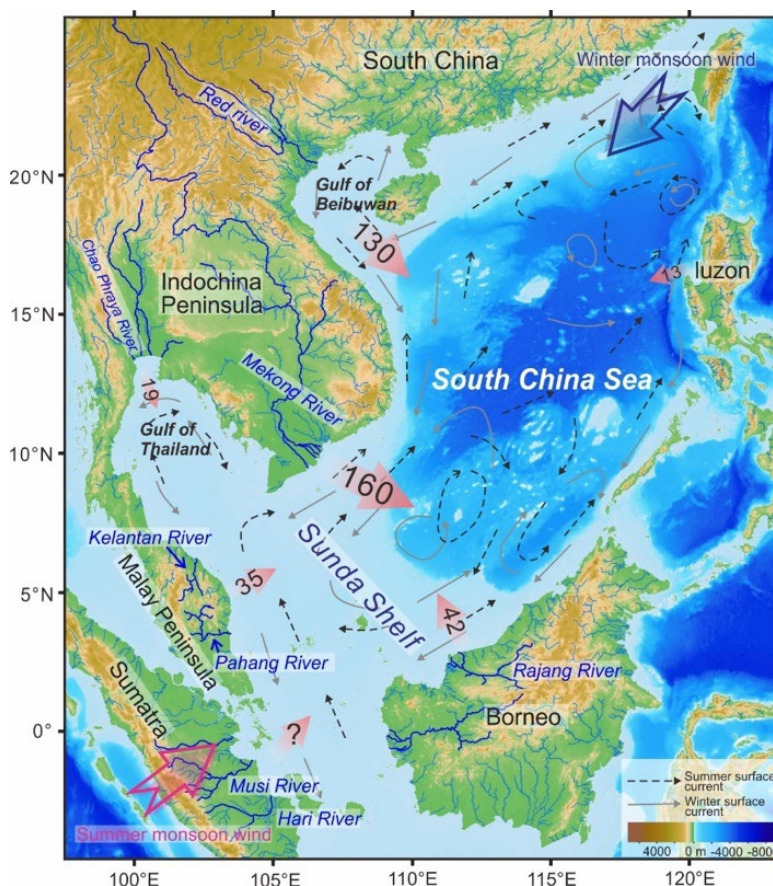 South China
Winter monsoon wind
Red river
20°N
Gulf of
Beibuwan
130
Chao Phraya River
Indochina
Peninsula
13
luzon
15°N
Mekong River
South China Sea
19
Gulf of
Thailand
10°N
160
Kelantan River
Sunda Shelf
35
5°N
Malay Peninsula
42
Pahang River
Rajang River
Sumatra
?
Borneo
0°
Musi River
Hari River
Summer monsoon wind
Summer surface
current
Winter surface
current
4000 0 m -4000 -8000
100°E 105°E 110°E 115°E 120°E